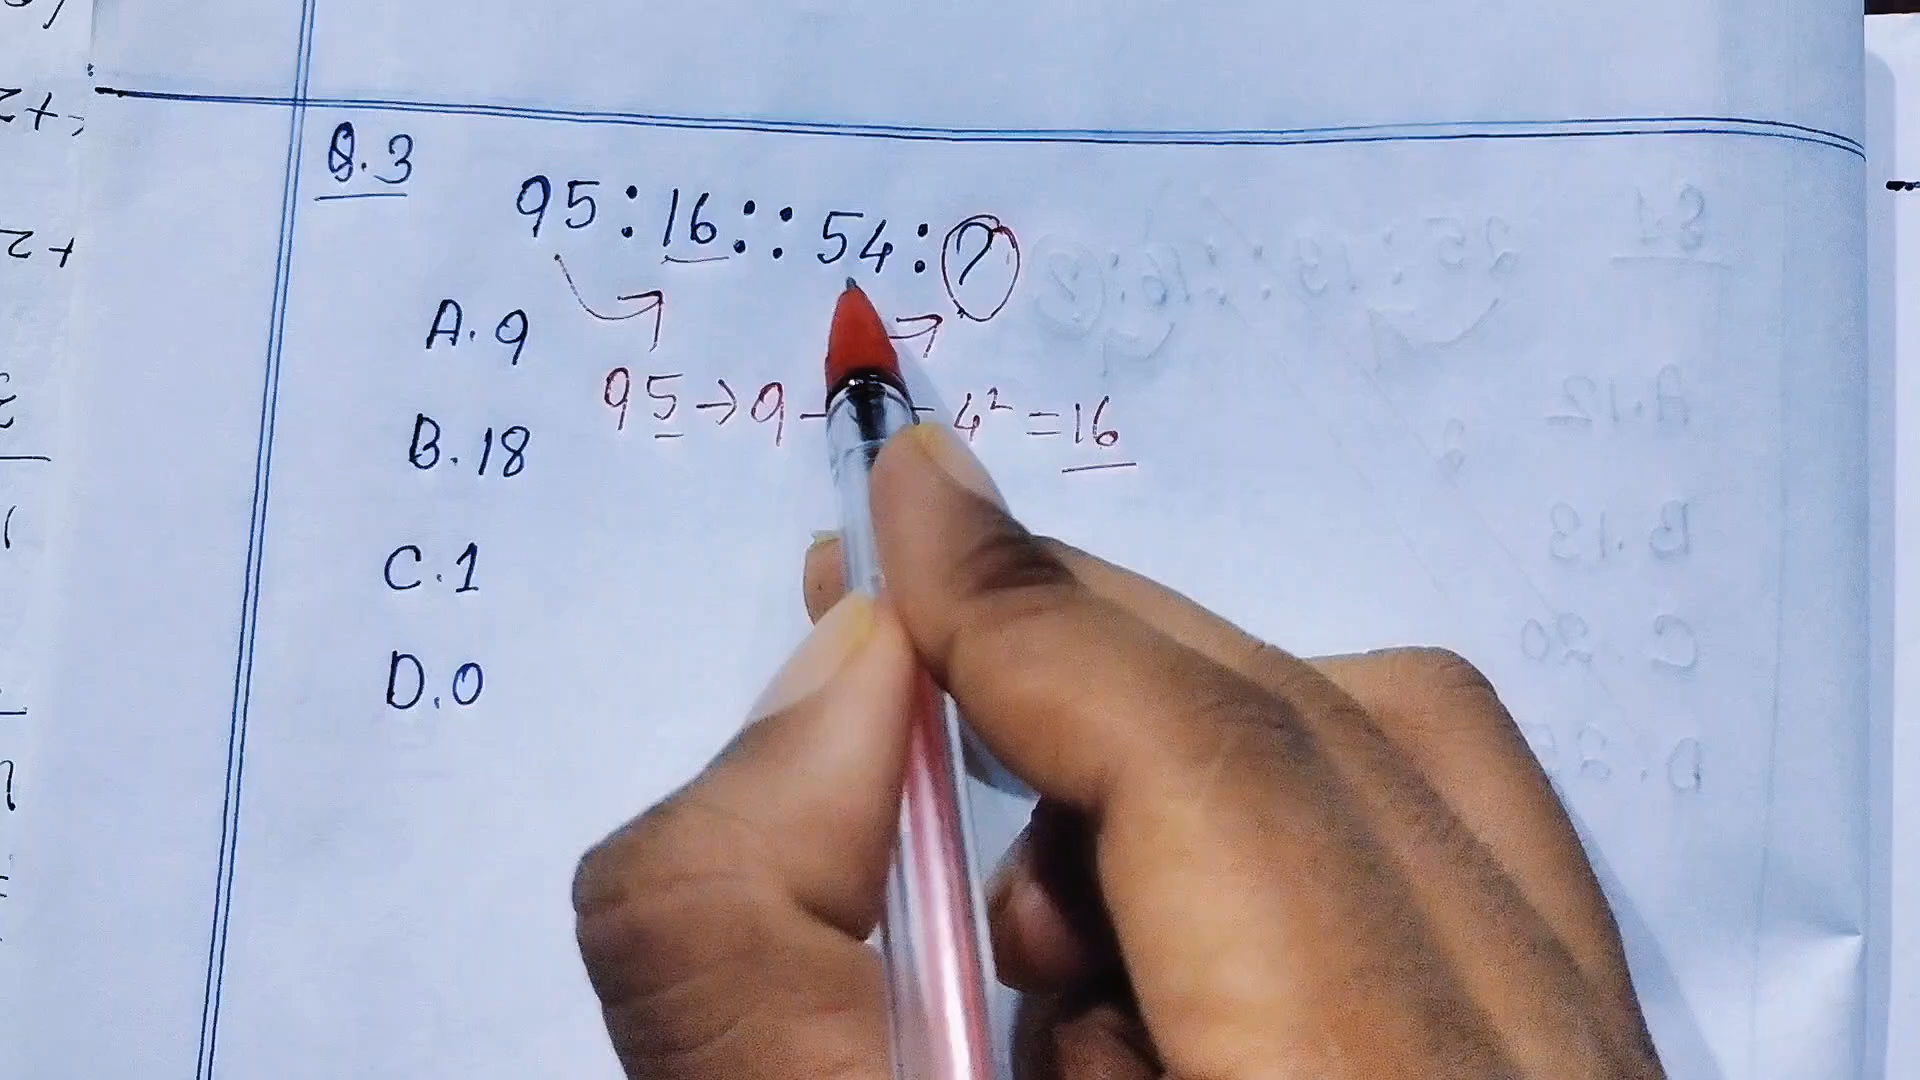 Q.3
95 : 16 :: 54 : ?
A. 9
95 → 9 - 4² = 16
B. 18
C. 1
D. 0